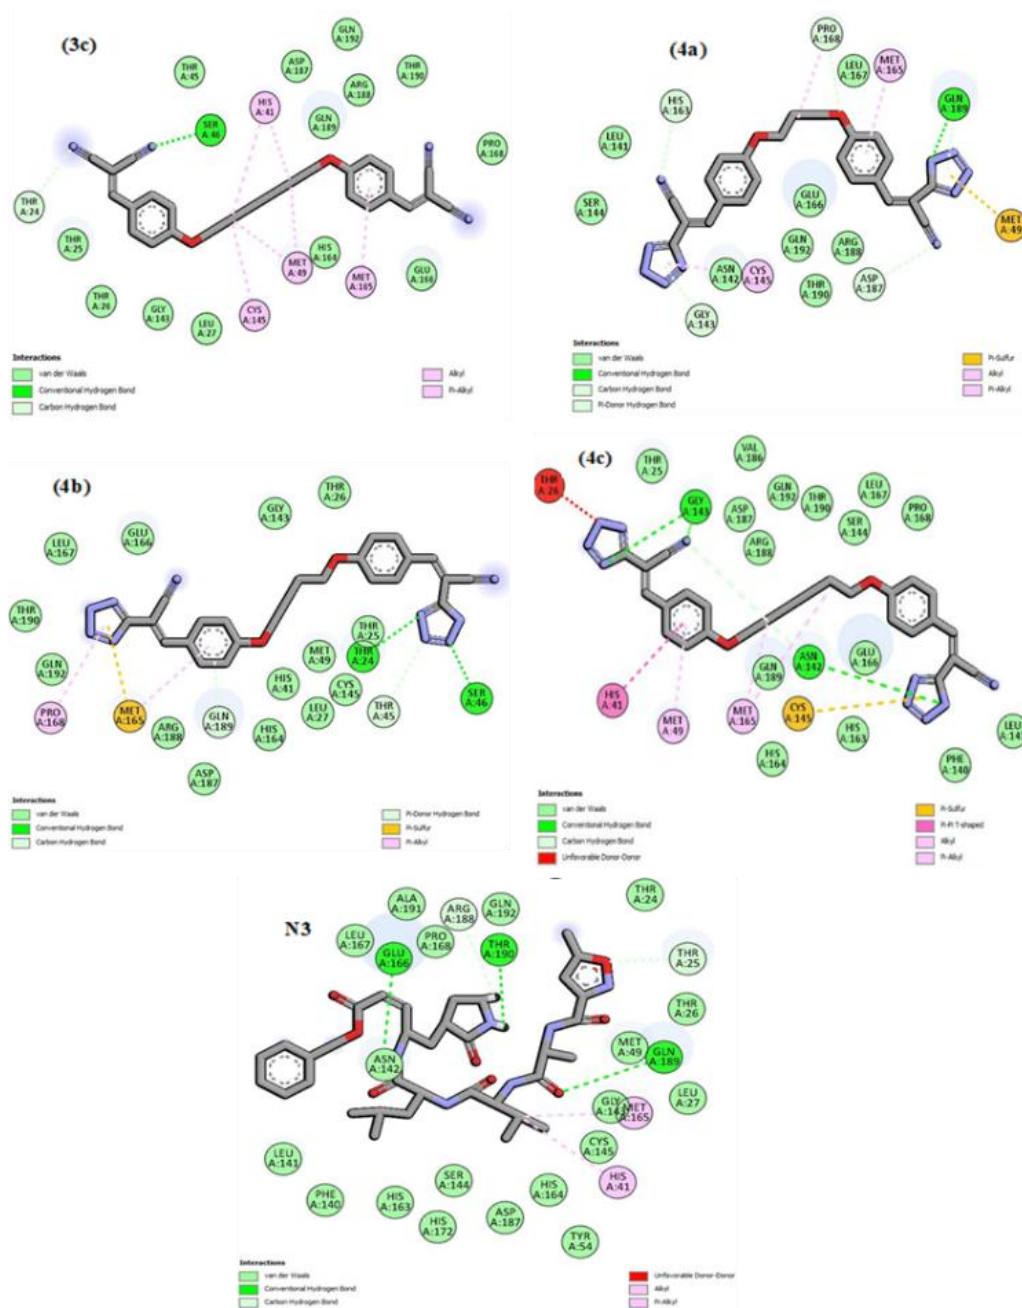 (3c)
GLN
A:192
THR
A:45
ASP
A:187
THR
A:190
ARG
A:188
HIS
A:41
GLN
A:189
SER
A:46
PRO
A:168
THR
A:24
THR
A:25
HIS
A:164
MET
A:49
MET
A:165
GLU
A:166
THR
A:26
GLY
A:143
LEU
A:27
CYS
A:145
Interactions
van der Waals
Conventional Hydrogen Bond
Carbon Hydrogen Bond
Alkyl
Pi-Alkyl
(4a)
PRO
A:168
LEU
A:167
MET
A:165
HIS
A:163
GLN
A:189
LEU
A:141
SER
A:144
GLU
A:166
MET
A:49
GLN
A:192
ARG
A:188
ASN
A:142
CYS
A:145
THR
A:190
ASP
A:187
GLY
A:143
Interactions
van der Waals
Conventional Hydrogen Bond
Carbon Hydrogen Bond
Pi-Donor Hydrogen Bond
Pi-Sulfur
Alkyl
Pi-Alkyl
(4b)
THR
A:26
GLY
A:143
GLU
A:166
LEU
A:167
THR
A:190
THR
A:25
GLN
A:192
MET
A:49
THR
A:24
HIS
A:41
CYS
A:145
SER
A:46
PRO
A:168
MET
A:165
ARG
A:188
GLN
A:189
HIS
A:164
LEU
A:27
THR
A:45
ASP
A:187
Interactions
van der Waals
Conventional Hydrogen Bond
Carbon Hydrogen Bond
Pi-Donor Hydrogen Bond
Pi-Sulfur
Pi-Alkyl
(4c)
THR
A:26
THR
A:25
VAL
A:186
GLY
A:143
GLN
A:192
LEU
A:167
ASP
A:187
THR
A:190
SER
A:144
PRO
A:168
ARG
A:188
HIS
A:41
GLN
A:189
ASN
A:142
GLU
A:166
MET
A:49
MET
A:165
CYS
A:145
HIS
A:163
HIS
A:164
PHE
A:140
LEU
Interactions
van der Waals
Conventional Hydrogen Bond
Carbon Hydrogen Bond
Unfavorable Donor-Donor
Pi-Sulfur
Pi-Pi T-shaped
Alkyl
Pi-Alkyl
N3
ALA
A:191
ARG
A:188
GLN
A:192
THR
A:24
LEU
A:167
PRO
A:168
GLU
A:166
THR
A:190
THR
A:25
THR
A:26
MET
A:49
GLN
A:189
ASN
A:142
LEU
A:27
GLY
A:143
MET
A:165
CYS
A:145
LEU
A:141
SER
A:144
HIS
A:41
PHE
A:140
HIS
A:163
HIS
A:164
HIS
A:172
ASP
A:187
TYR
A:54
Interactions
van der Waals
Conventional Hydrogen Bond
Carbon Hydrogen Bond
Unfavorable Donor-Donor
Alkyl
Pi-Alkyl